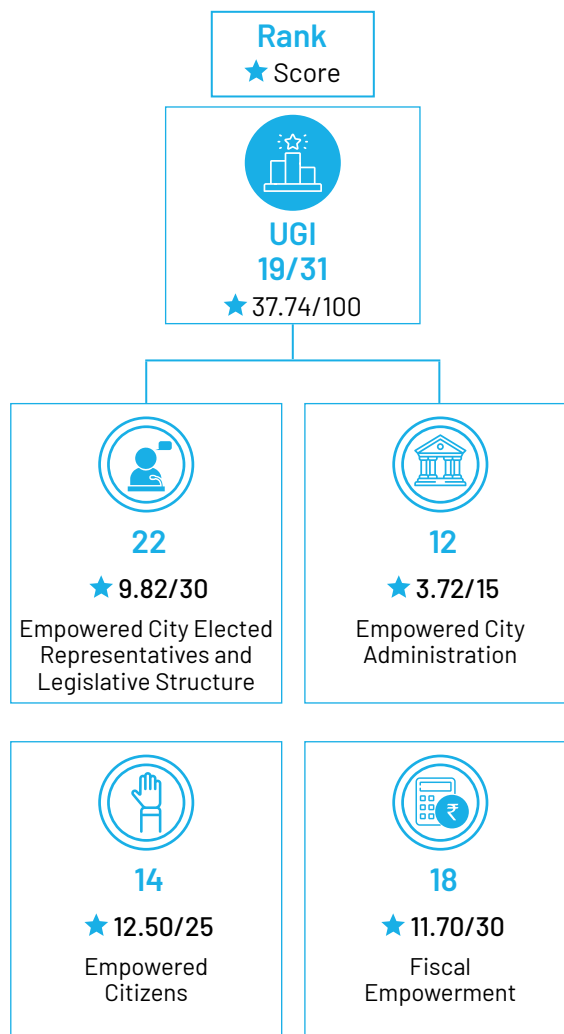 Rank
Score
UGI
19/31
37.74/100
22
9.82/30
Empowered City Elected
Representatives and
Legislative Structure
12
3.72/15
Empowered City
Administration
14
12.50/25
Empowered
Citizens
₹
18
11.70/30
Fiscal
Empowerment